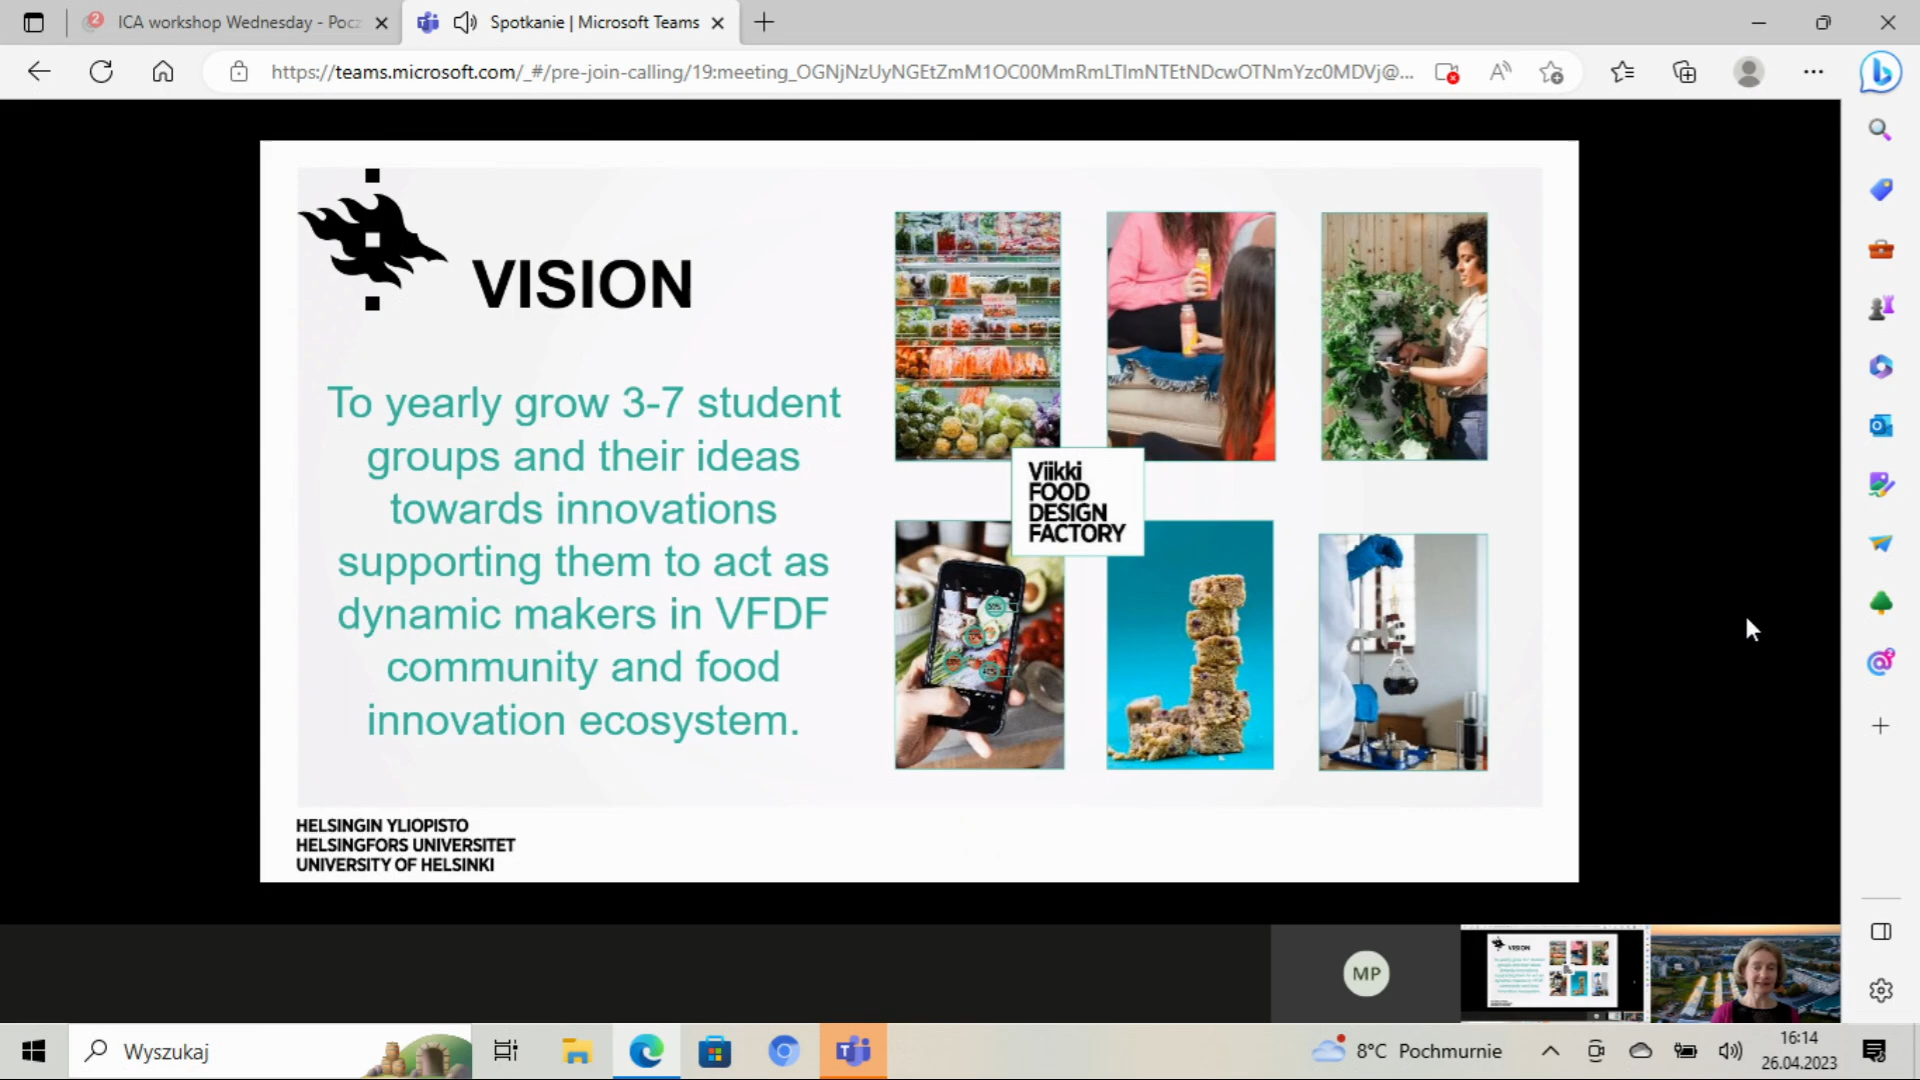 ICA workshop Wednesday - Pocz
Spotkanie | Microsoft Teams
https://teams.microsoft.com/_#/pre-join-calling/19:meeting_OGNjNzUyNGEtZmM1OC00MmRmLTlmNTEtNDcwOTNmYzc0MDVj@...
VISION
To yearly grow 3-7 student
groups and their ideas
towards innovations
supporting them to act as
dynamic makers in VFDF
community and food
innovation ecosystem.
Viikki
FOOD
DESIGN
FACTORY
HELSINGIN YLIOPISTO
HELSINGFORS UNIVERSITET
UNIVERSITY OF HELSINKI
MP
VISION
Wyszukaj
8°C Pochmurnie
16:14
26.04.2023